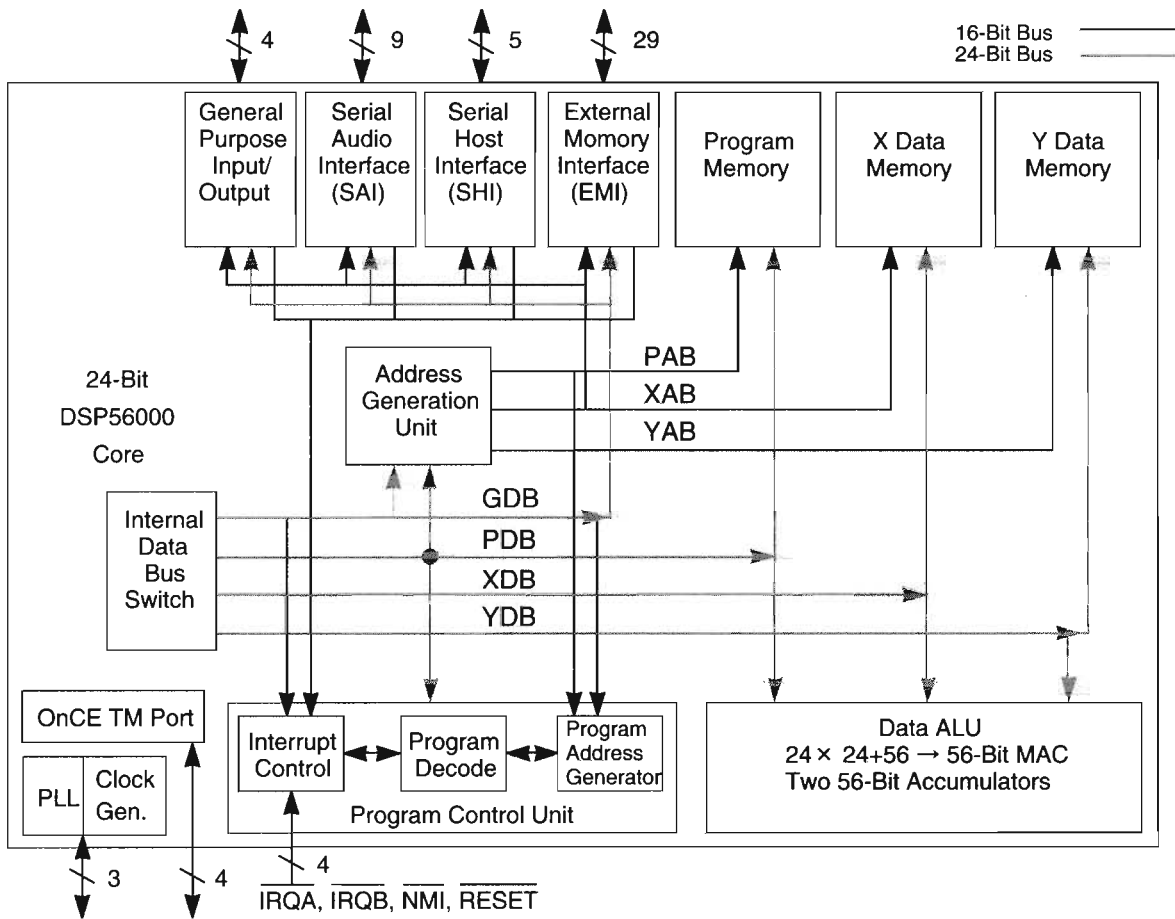 4
9
5
29
16-Bit Bus
24-Bit Bus
General
Purpose
Input/
Output
Serial
Audio
Interface
(SAI)
Serial
Host
Interface
(SHI)
External
Momory
Interface
(EMI)
Program
Memory
X Data
Memory
Y Data
Memory
24-Bit
DSP56000
Core
Address
Generation
Unit
PAB
XAB
YAB
Internal
Data
Bus
Switch
GDB
PDB
XDB
YDB
OnCE TM Port
PLL
Clock
Gen.
Interrupt
Control
Program
Decode
Program
Address
Generator
Program Control Unit
Data ALU
24 × 24+56 → 56-Bit MAC
Two 56-Bit Accumulators
3
4
4
IRQA, IRQB, NMI, RESET